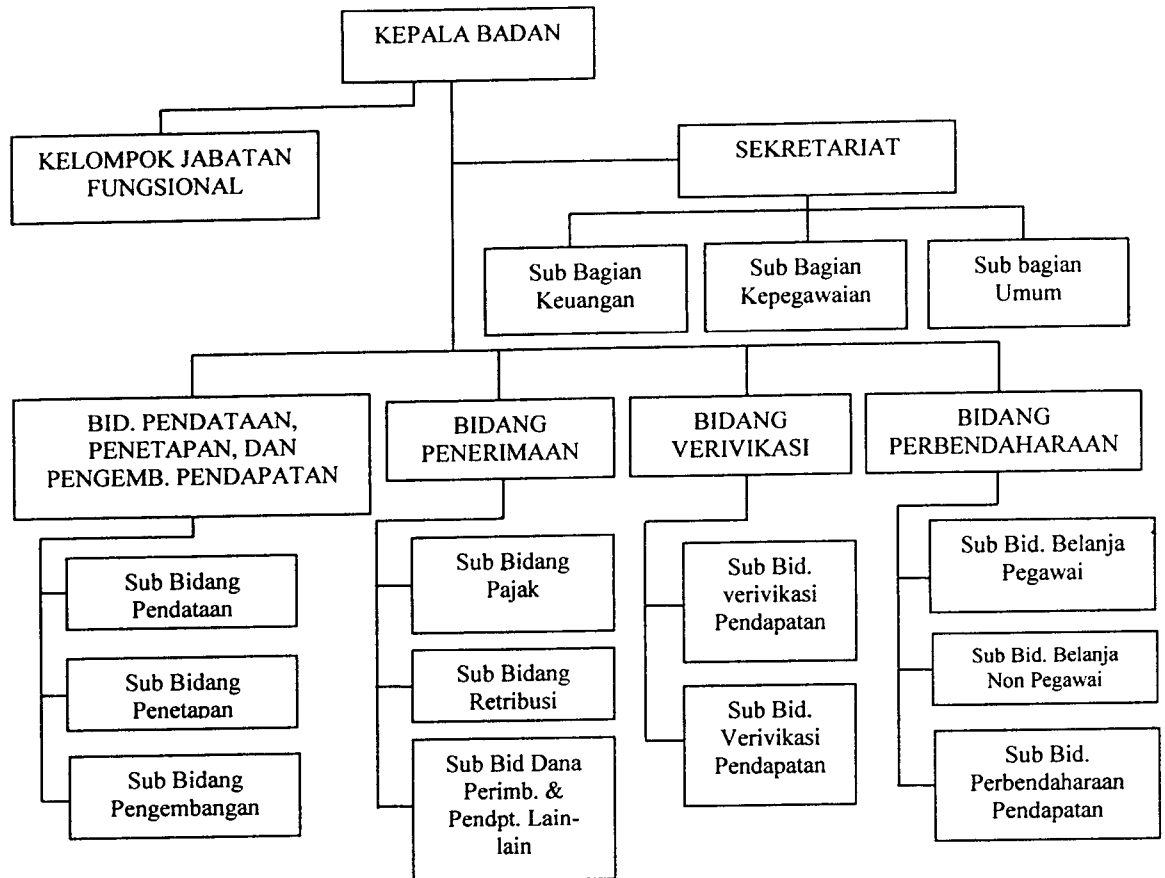 KEPALA BADAN
KELOMPOK JABATAN
FUNGSIONAL
SEKRETARIAT
Sub Bagian
Keuangan
Sub Bagian
Kepegawaian
Sub bagian
Umum
BID. PENDATAAN,
PENETAPAN, DAN
PENGEMB. PENDAPATAN
BIDANG
PENERIMAAN
BIDANG
VERIVIKASI
BIDANG
PERBENDAHARAAN
Sub Bidang
Pendataan
Sub Bidang
Penetapan
Sub Bidang
Pengembangan
Sub Bidang
Pajak
Sub Bidang
Retribusi
Sub Bid Dana
Perimb. &
Pendpt. Lain-
lain
Sub Bid.
verivikasi
Pendapatan
Sub Bid.
Verivikasi
Pendapatan
Sub Bid. Belanja
Pegawai
Sub Bid. Belanja
Non Pegawai
Sub Bid.
Perbendaharaan
Pendapatan